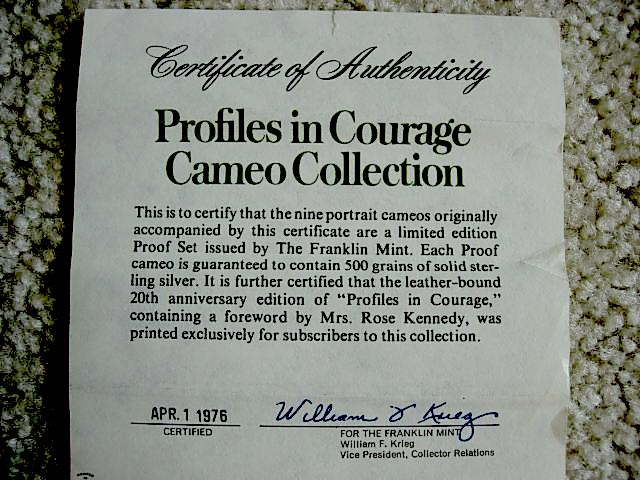 Certificate of Authenticity
Profiles in Courage
Cameo Collection
This is to certify that the nine portrait cameos originally
accompanied by this certificate are a limited edition
Proof Set issued by The Franklin Mint. Each Proof
cameo is guaranteed to contain 500 grains of solid ster-
ling silver. It is further certified that the leather-bound
20th anniversary edition of "Profiles in Courage,"
containing a foreword by Mrs. Rose Kennedy, was
printed exclusively for subscribers to this collection.
APR. 1 1976
CERTIFIED
William F Krieg
FOR THE FRANKLIN MINT
William F. Krieg
Vice President, Collector Relations